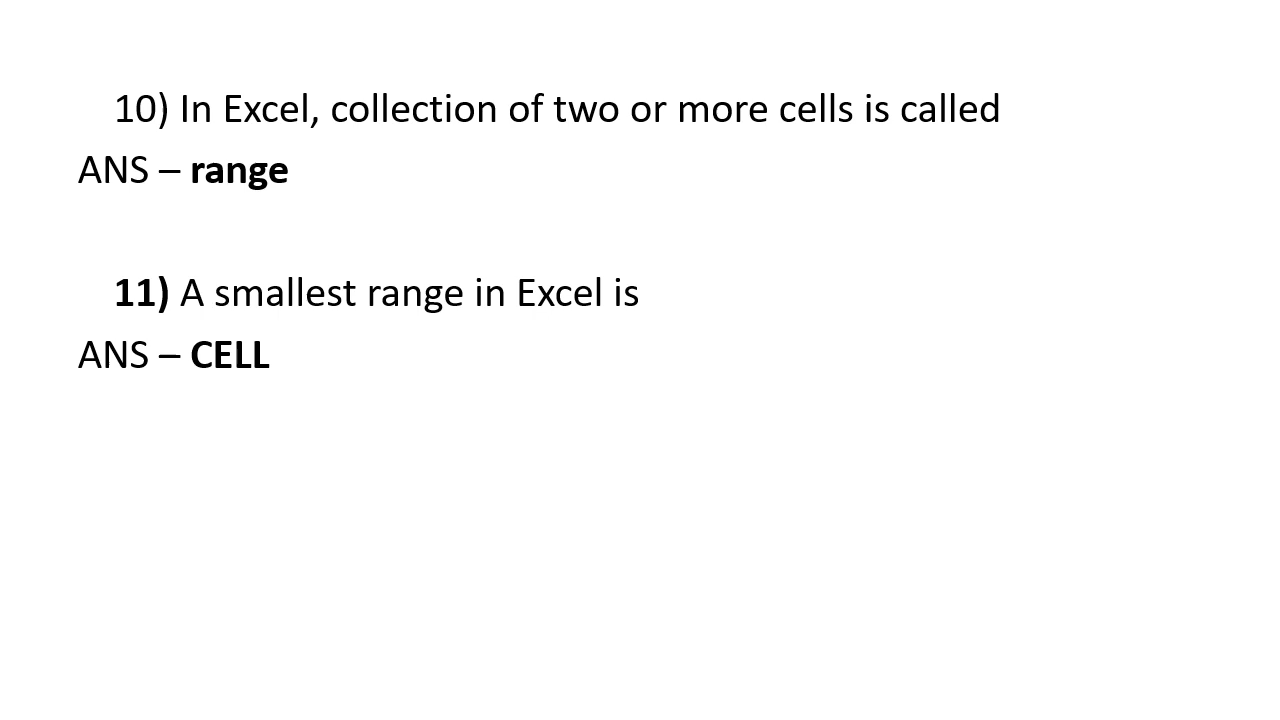 10) In Excel, collection of two or more cells is called
ANS – range
11) A smallest range in Excel is
ANS – CELL